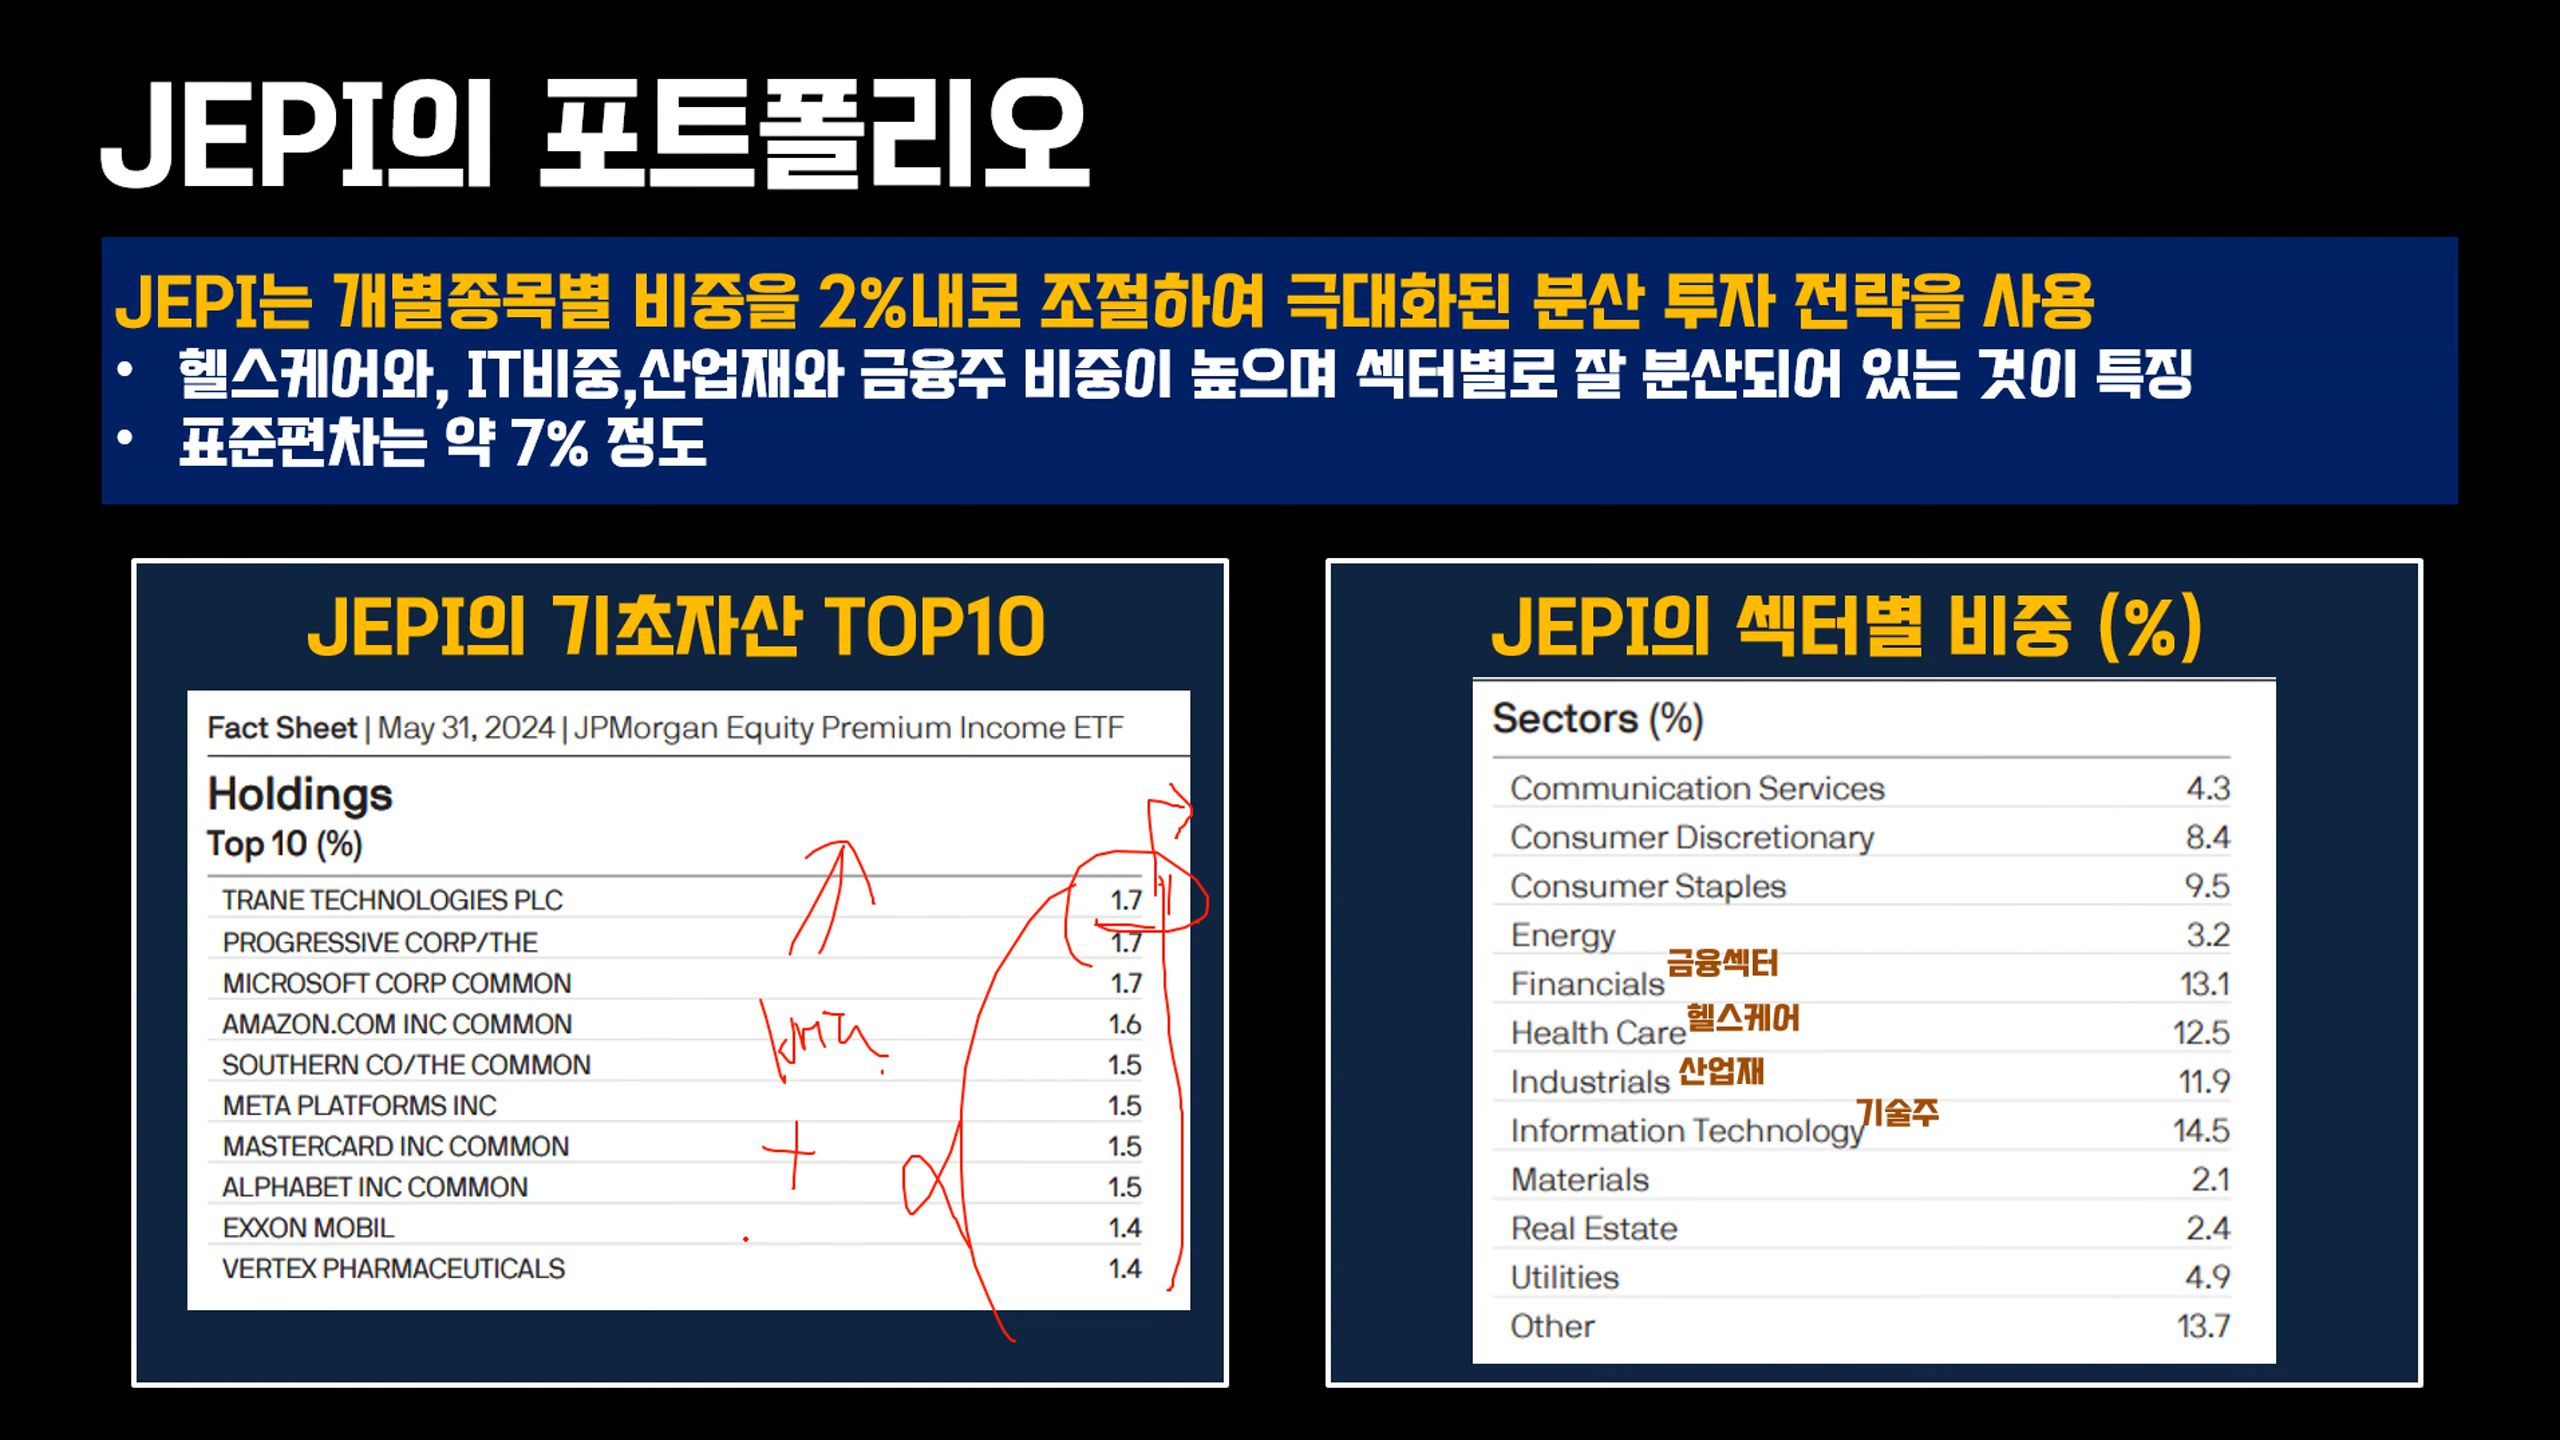 JEPI의 포트폴리오
JEPI는 개별종목별 비중을 2%내로 조절하여 극대화된 분산 투자 전략을 사용
• 헬스케어와, IT비중,산업재와 금융주 비중이 높으며 섹터별로 잘 분산되어 있는 것이 특징
• 표준편차는 약 7% 정도
JEPI의 기초자산 TOP10
Fact Sheet | May 31, 2024 | JPMorgan Equity Premium Income ETF
Holdings
Top 10 (%)
TRANE TECHNOLOGIES PLC 1.7
PROGRESSIVE CORP/THE 1.7
MICROSOFT CORP COMMON 1.7
AMAZON.COM INC COMMON 1.6
SOUTHERN CO/THE COMMON 1.5
META PLATFORMS INC 1.5
MASTERCARD INC COMMON 1.5
ALPHABET INC COMMON 1.5
EXXON MOBIL 1.4
VERTEX PHARMACEUTICALS 1.4
+
JEPI의 섹터별 비중 (%)
Sectors (%)
Communication Services 4.3
Consumer Discretionary 8.4
Consumer Staples 9.5
Energy 3.2
Financials 금융섹터 13.1
Health Care 헬스케어 12.5
Industrials 산업재 11.9
Information Technology 기술주 14.5
Materials 2.1
Real Estate 2.4
Utilities 4.9
Other 13.7